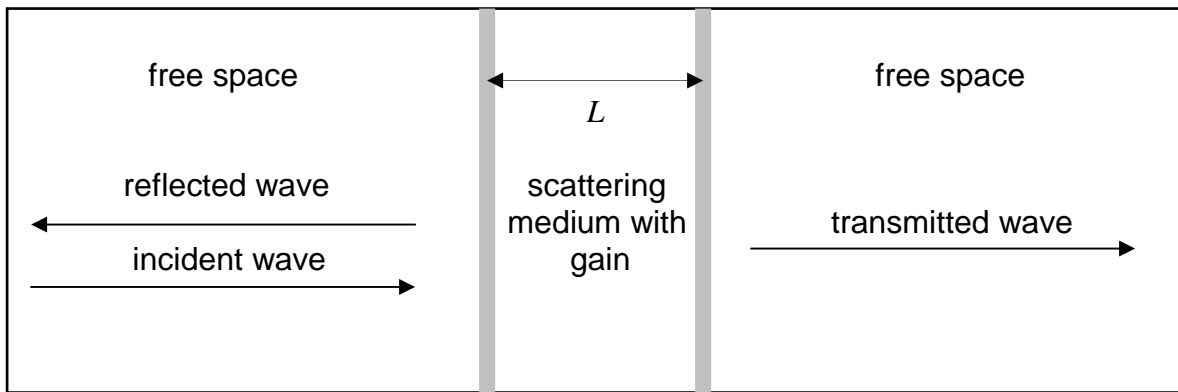 free space
free space
L
reflected wave
scattering
medium with
gain
transmitted wave
incident wave